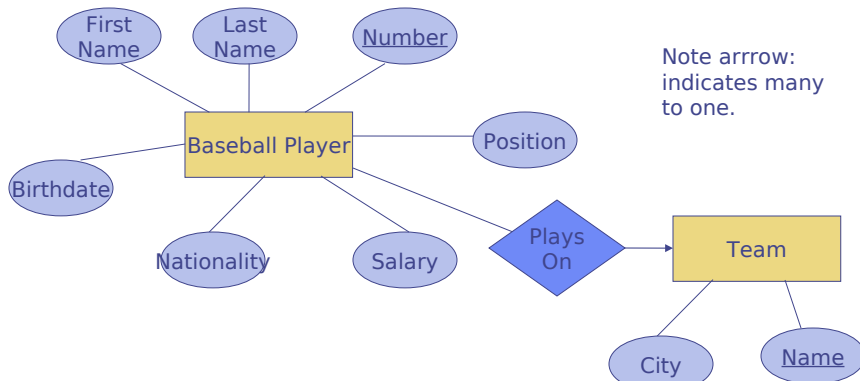 First
Name
Last
Name
Number
Note arrrow:
indicates many
to one.
Baseball Player
Position
Birthdate
Nationality
Salary
Plays
On
Team
City
Name